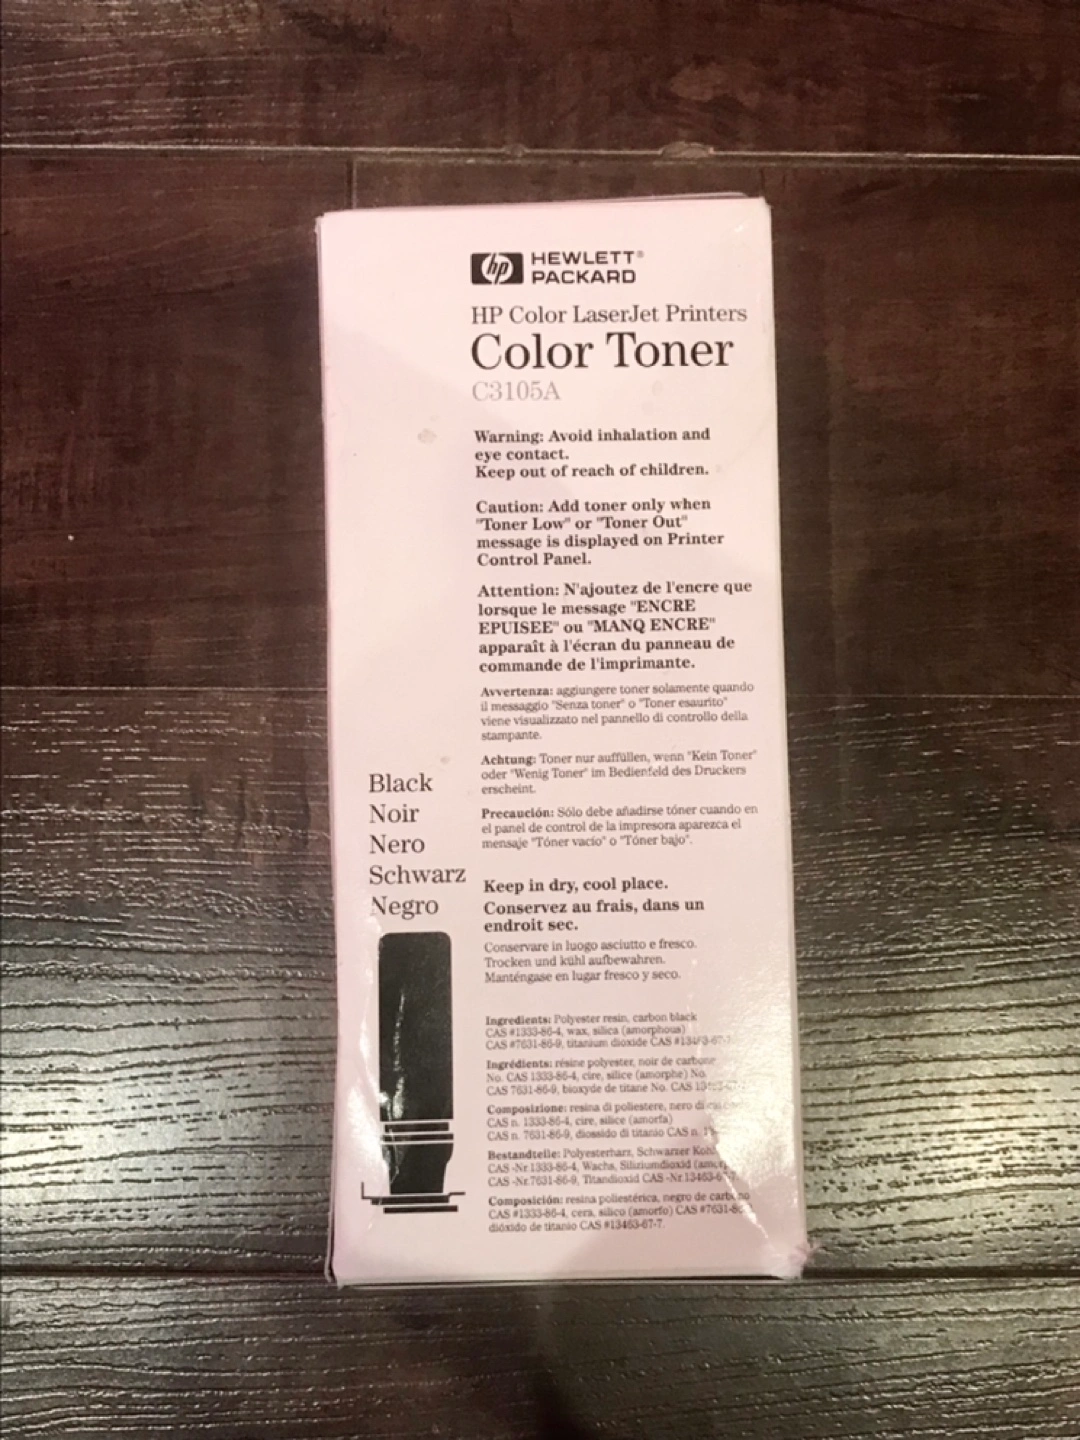 hp HEWLETT®
PACKARD
HP Color LaserJet Printers
Color Toner
C3105A
Warning: Avoid inhalation and
eye contact.
Keep out of reach of children.
Caution: Add toner only when
"Toner Low" or "Toner Out"
message is displayed on Printer
Control Panel.
Attention: N'ajoutez de l'encre que
lorsque le message "ENCRE
EPUISEE" ou "MANQ ENCRE"
apparaît à l'écran du panneau de
commande de l'imprimante.
Avvertenza: aggiungere toner solamente quando
il messaggio "Senza toner" o "Toner esaurito"
viene visualizzato nel pannello di controllo della
stampante.
Achtung: Toner nur auffüllen, wenn "Kein Toner"
oder "Wenig Toner" im Bedienfeld des Druckers
erscheint.
Precaución: Sólo debe añadirse tóner cuando en
el panel de control de la impresora aparezca el
mensaje "Tóner vacío" o "Tóner bajo".
Black
Noir
Nero
Schwarz
Negro
Keep in dry, cool place.
Conservez au frais, dans un
endroit sec.
Conservare in luogo asciutto e fresco.
Trocken und kühl aufbewahren.
Manténgase en lugar fresco y seco.
Ingredients: Polyester resin, carbon black
CAS #1333-86-4, wax, silica (amorphous)
CAS #7631-86-9, titanium dioxide CAS
Ingrédients: résine polyester, noir de carbone
No. CAS 1333-86-4, cire, silice (amorphe) No.
CAS 7631-86-9, bioxyde de titane No. CAS
Composizione: resina di poliestere, nero di
CAS n. 1333-86-4, cire, silice (amorfa)
CAS n. 7631-86-9, diossido di titanio CAS n.
Bestandteile: Polyesterharz, Schwarzer
CAS -Nr.1333-86-4, Wachs, Siliziumdioxid
CAS -Nr.7631-86-9, Titandioxid CAS -Nr.13463-67-7.
Composición: resina poliestérica, negro de carbono
CAS #1333-86-4, cera, silico (amorfo) CAS
dióxido de titanio CAS #13463-67-7.